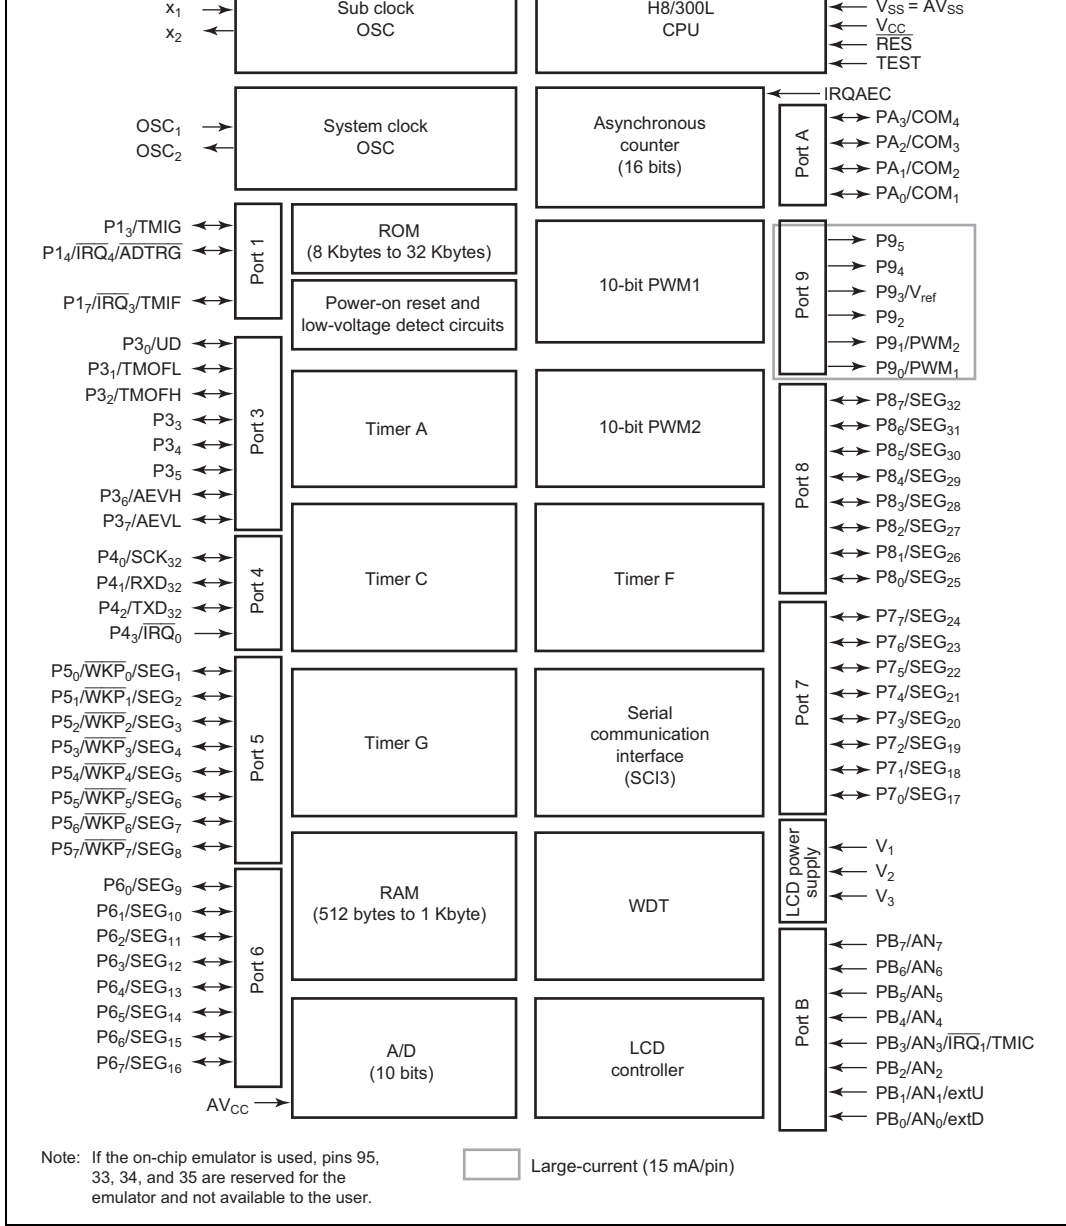 x1
x2
Sub clock
OSC
H8/300L
CPU
VSS = AVSS
VCC
RES
TEST
OSC1
OSC2
System clock
OSC
Asynchronous
counter
(16 bits)
IRQAEC
Port A
PA3/COM4
PA2/COM3
PA1/COM2
PA0/COM1
P13/TMIG
P14/IRQ4/ADTRG
P17/IRQ3/TMIF
Port 1
ROM
(8 Kbytes to 32 Kbytes)
Power-on reset and
low-voltage detect circuits
10-bit PWM1
Port 9
P95
P94
P93/Vref
P92
P91/PWM2
P90/PWM1
P30/UD
P31/TMOFL
P32/TMOFH
P33
P34
P35
P36/AEVH
P37/AEVL
Port 3
Timer A
10-bit PWM2
Port 8
P87/SEG32
P86/SEG31
P85/SEG30
P84/SEG29
P83/SEG28
P82/SEG27
P81/SEG26
P80/SEG25
P40/SCK32
P41/RXD32
P42/TXD32
P43/IRQ0
Port 4
Timer C
Timer F
Port 7
P77/SEG24
P76/SEG23
P75/SEG22
P74/SEG21
P73/SEG20
P72/SEG19
P71/SEG18
P70/SEG17
P50/WKP0/SEG1
P51/WKP1/SEG2
P52/WKP2/SEG3
P53/WKP3/SEG4
P54/WKP4/SEG5
P55/WKP5/SEG6
P56/WKP6/SEG7
P57/WKP7/SEG8
Port 5
Timer G
Serial
communication
interface
(SCI3)
LCD power
supply
V1
V2
V3
P60/SEG9
P61/SEG10
P62/SEG11
P63/SEG12
P64/SEG13
P65/SEG14
P66/SEG15
P67/SEG16
Port 6
RAM
(512 bytes to 1 Kbyte)
WDT
Port B
PB7/AN7
PB6/AN6
PB5/AN5
PB4/AN4
PB3/AN3/IRQ1/TMIC
PB2/AN2
PB1/AN1/extU
PB0/AN0/extD
AVCC
A/D
(10 bits)
LCD
controller
Note: If the on-chip emulator is used, pins 95,
33, 34, and 35 are reserved for the
emulator and not available to the user.
Large-current (15 mA/pin)